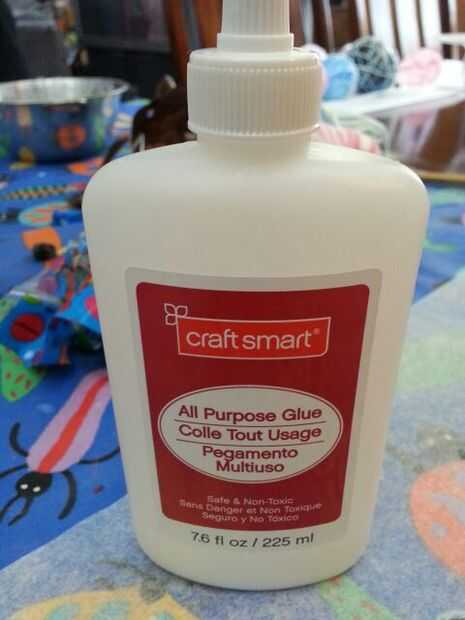 craft smart®
All Purpose Glue
Colle Tout Usage
Pegamento
Multiuso
Safe & Non-Toxic
Sans Danger et Non Toxique
Seguro y No Tóxico
7.6 fl oz / 225 ml